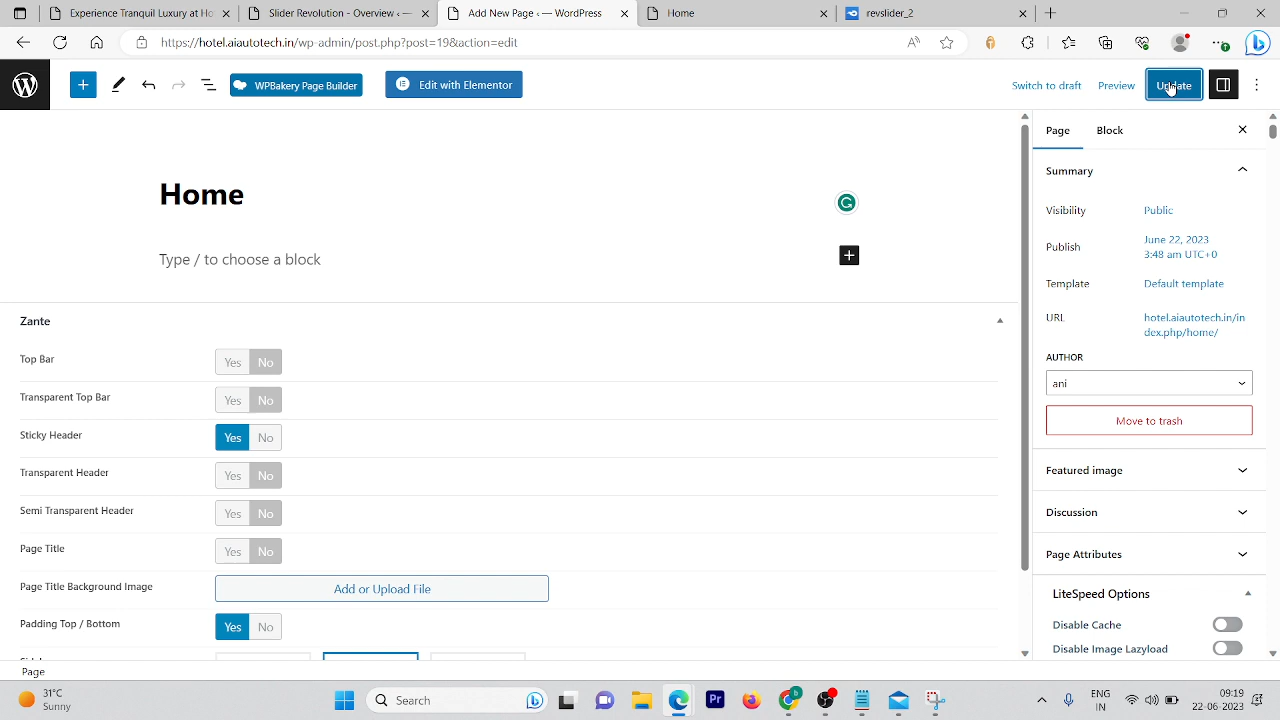 Experience Tranquil Luxury at Ho
Slider Revolution Overview ‹ —
Add New Page ‹ — WordPress
Home
revslider_2
https://hotel.aiautotech.in/wp-admin/post.php?post=19&action=edit
WPBakery Page Builder
Edit with Elementor
Switch to draft
Preview
Update
Home
Type / to choose a block
Zante
Top Bar
Yes No
Transparent Top Bar
Yes No
Sticky Header
Yes No
Transparent Header
Yes No
Semi Transparent Header
Yes No
Page Title
Yes No
Page Title Background Image
Add or Upload File
Padding Top / Bottom
Yes No
Page
Page
Block
Summary
Visibility
Public
Publish
June 22, 2023
3:48 am UTC+0
Template
Default template
URL
hotel.aiautotech.in/in
dex.php/home/
AUTHOR
ani
Move to trash
Featured image
Discussion
Page Attributes
LiteSpeed Options
Disable Cache
Disable Image Lazyload
31°C
Sunny
Search
ENG
IN
09:19
22-06-2023